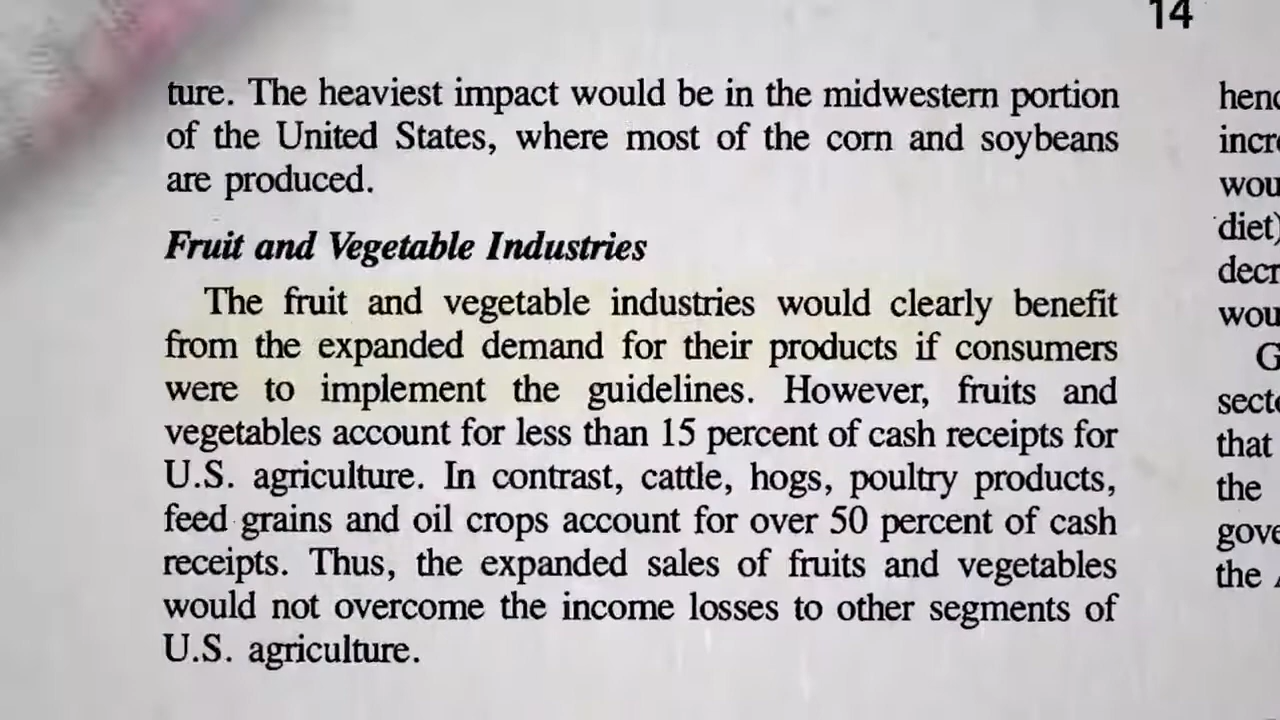 14
ture. The heaviest impact would be in the midwestern portion
of the United States, where most of the corn and soybeans
are produced.
Fruit and Vegetable Industries
The fruit and vegetable industries would clearly benefit
from the expanded demand for their products if consumers
were to implement the guidelines. However, fruits and
vegetables account for less than 15 percent of cash receipts for
U.S. agriculture. In contrast, cattle, hogs, poultry products,
feed grains and oil crops account for over 50 percent of cash
receipts. Thus, the expanded sales of fruits and vegetables
would not overcome the income losses to other segments of
U.S. agriculture.
diet)
that
the
the